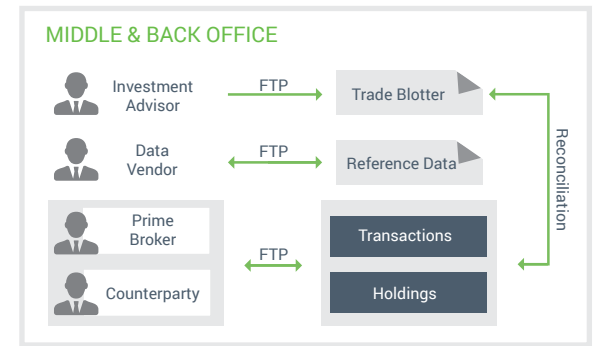 MIDDLE & BACK OFFICE
Investment
Advisor
FTP
Trade Blotter
Data
Vendor
FTP
Reference Data
Reconciliation
Prime
Broker
Counterparty
FTP
Transactions
Holdings